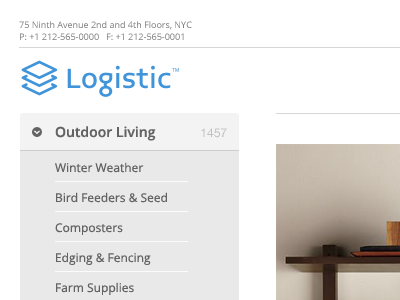 75 Ninth Avenue 2nd and 4th Floors, NYC
P: +1 212-565-0000 F: +1 212-565-0001
Logistic™
Outdoor Living 1457
Winter Weather
Bird Feeders & Seed
Composters
Edging & Fencing
Farm Supplies